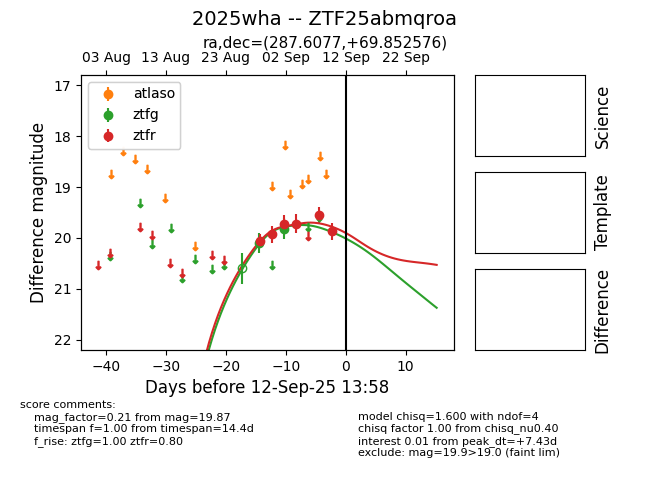 2025wha -- ZTF25abmqroa
ra,dec=(287.6077,+69.852576)
03 Aug 13 Aug 23 Aug 02 Sep 12 Sep 22 Sep
atlaso
ztfg
ztfr
17
18
19
20
21
22
Difference magnitude
−40 −30 −20 −10 0 10
Days before 12-Sep-25 13:58
Science
Template
Difference
score comments:
mag_factor=0.21 from mag=19.87
timespan f=1.00 from timespan=14.4d
f_rise: ztfg=1.00 ztfr=0.80
model chisq=1.600 with ndof=4
chisq factor 1.00 from chisq_nu0.40
interest 0.01 from peak_dt=+7.43d
exclude: mag=19.9>19.0 (faint lim)